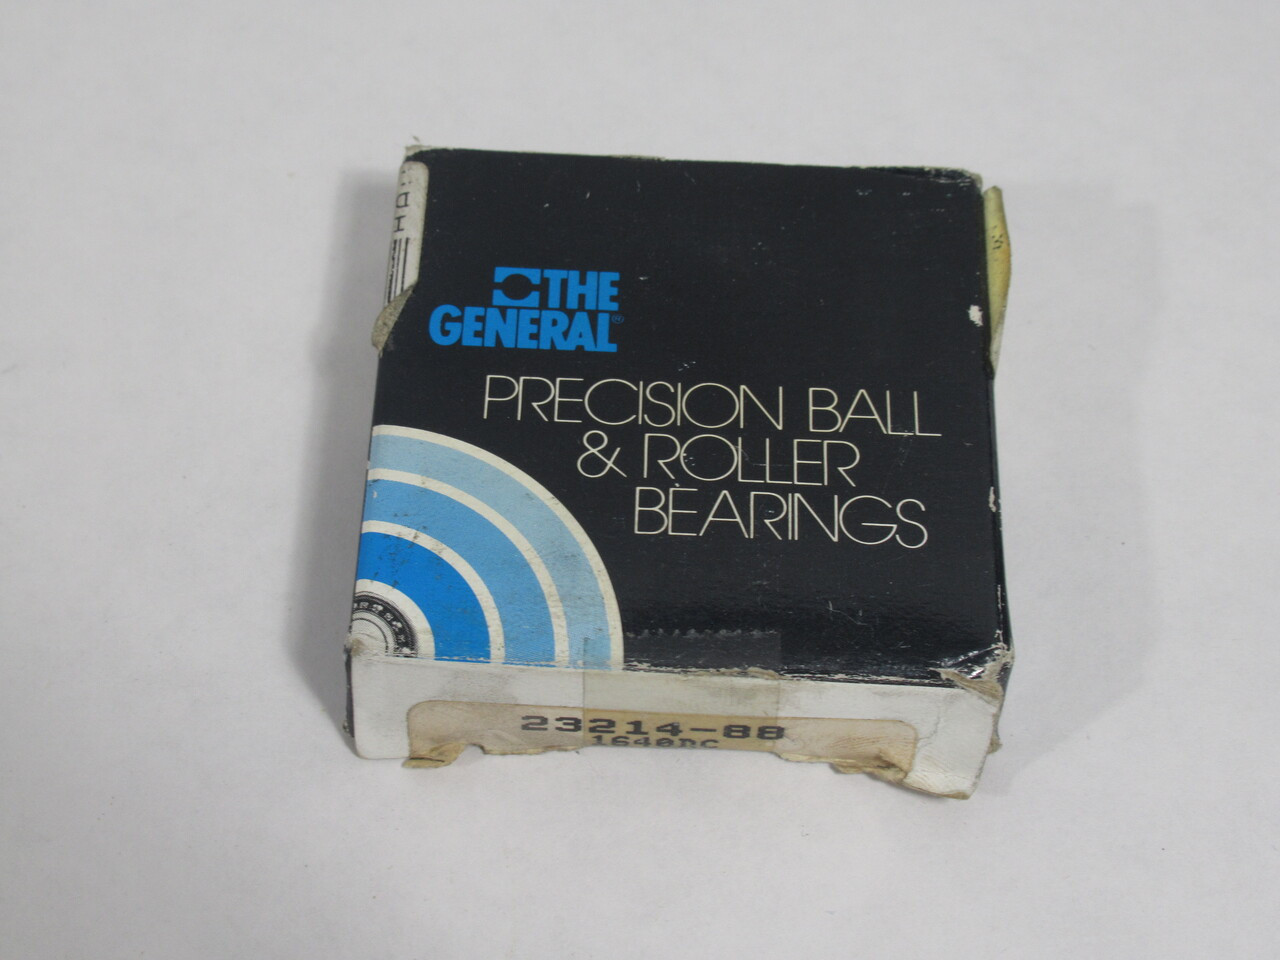 THE
GENERAL®
PRECISION BALL
& ROLLER
BEARINGS
23214-88
1640DC